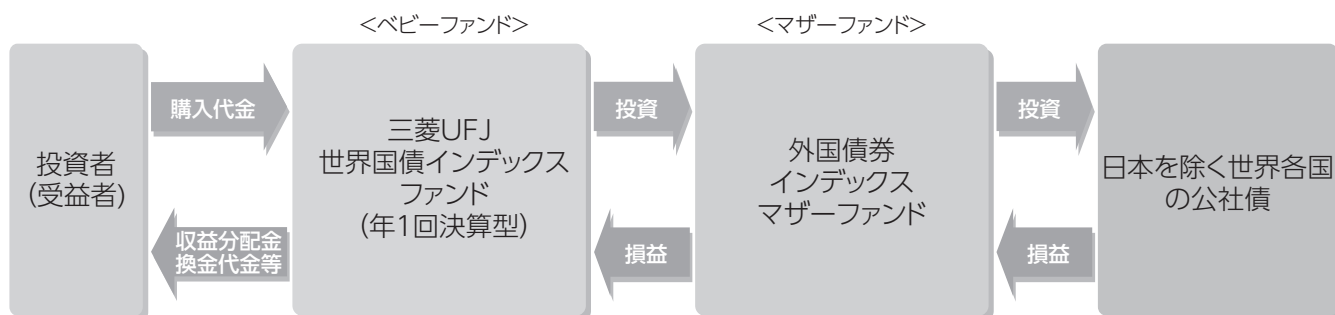 <ベビーファンド>
<マザーファンド>
投資者
(受益者)
購入代金
収益分配金
換金代金等
三菱UFJ
世界国債インデックス
ファンド
(年1回決算型)
投資
損益
外国債券
インデックス
マザーファンド
投資
損益
日本を除く世界各国
の公社債